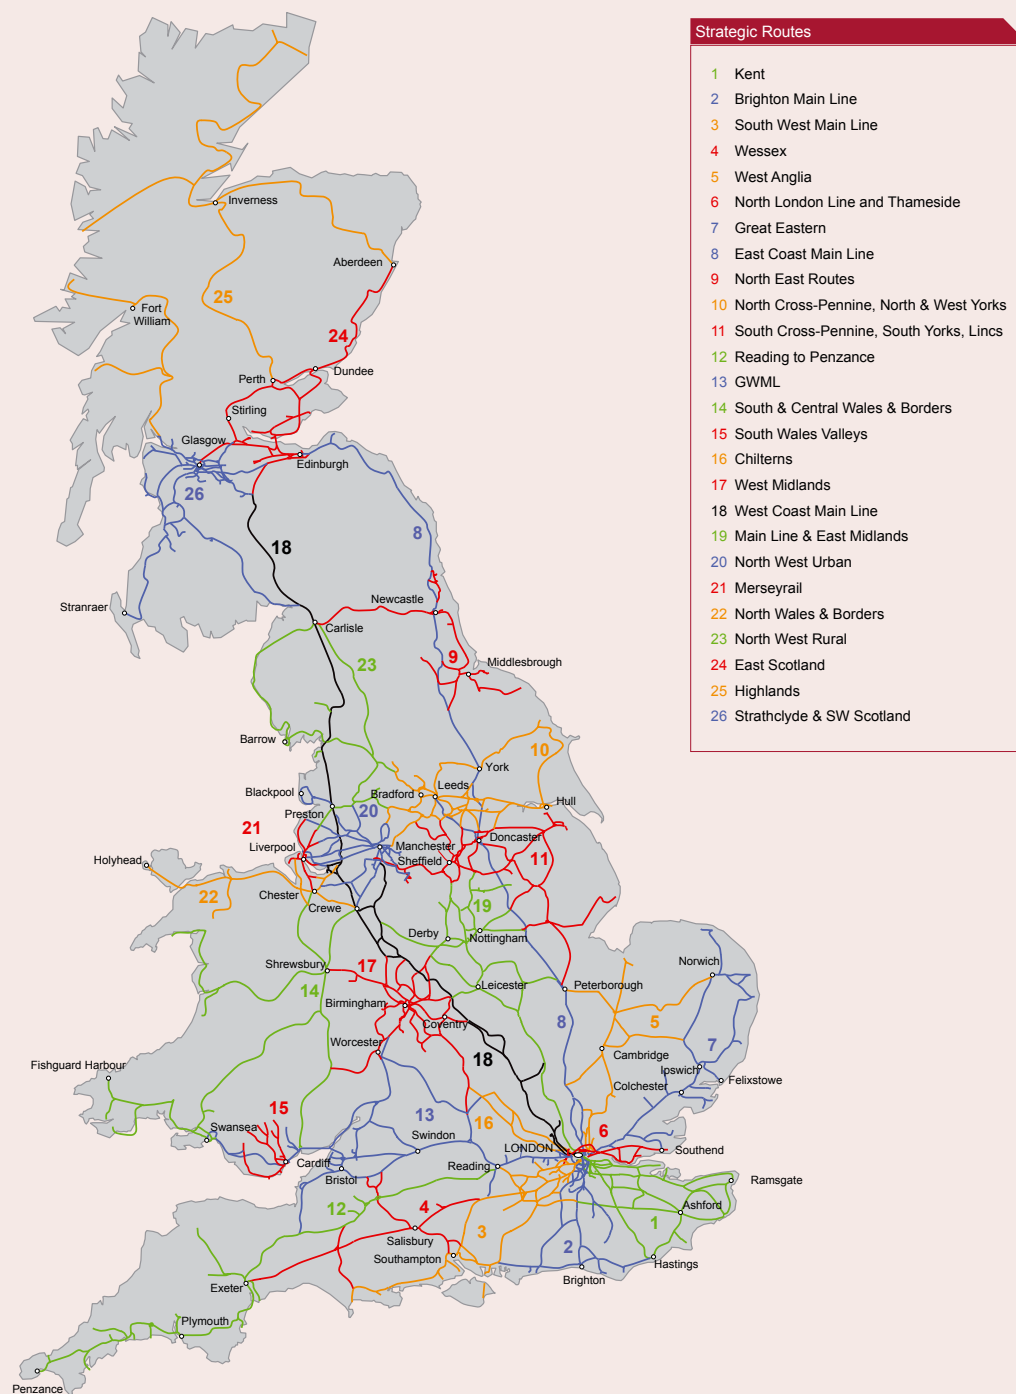 Strategic Routes
1 Kent
2 Brighton Main Line
3 South West Main Line
4 Wessex
5 West Anglia
6 North London Line and Thameside
7 Great Eastern
8 East Coast Main Line
9 North East Routes
10 North Cross-Pennine, North & West Yorks
11 South Cross-Pennine, South Yorks, Lincs
12 Reading to Penzance
13 GWML
14 South & Central Wales & Borders
15 South Wales Valleys
16 Chilterns
17 West Midlands
18 West Coast Main Line
19 Main Line & East Midlands
20 North West Urban
21 Merseyrail
22 North Wales & Borders
23 North West Rural
24 East Scotland
25 Highlands
26 Strathclyde & SW Scotland
Inverness
Aberdeen
25
Fort
William
24
Dundee
Perth
Stirling
Glasgow
Edinburgh
26
8
18
Newcastle
Stranraer
Carlisle
9
Middlesbrough
23
Barrow
10
York
Leeds
Bradford
Blackpool
Hull
Preston
20
21
Doncaster
Manchester
Liverpool
Sheffield
11
Holyhead
22
Chester
Crewe
19
Derby
Nottingham
Norwich
Shrewsbury
17
14
Leicester
Peterborough
Birmingham
Coventry
8
5
Worcester
7
18
Cambridge
Fishguard Harbour
Ipswich
Felixstowe
Colchester
15
13
16
6
Swansea
Swindon
LONDON
Southend
Cardiff
Reading
Bristol
Ramsgate
12
4
Ashford
1
3
Salisbury
2
Southampton
Hastings
Brighton
Exeter
Plymouth
Penzance